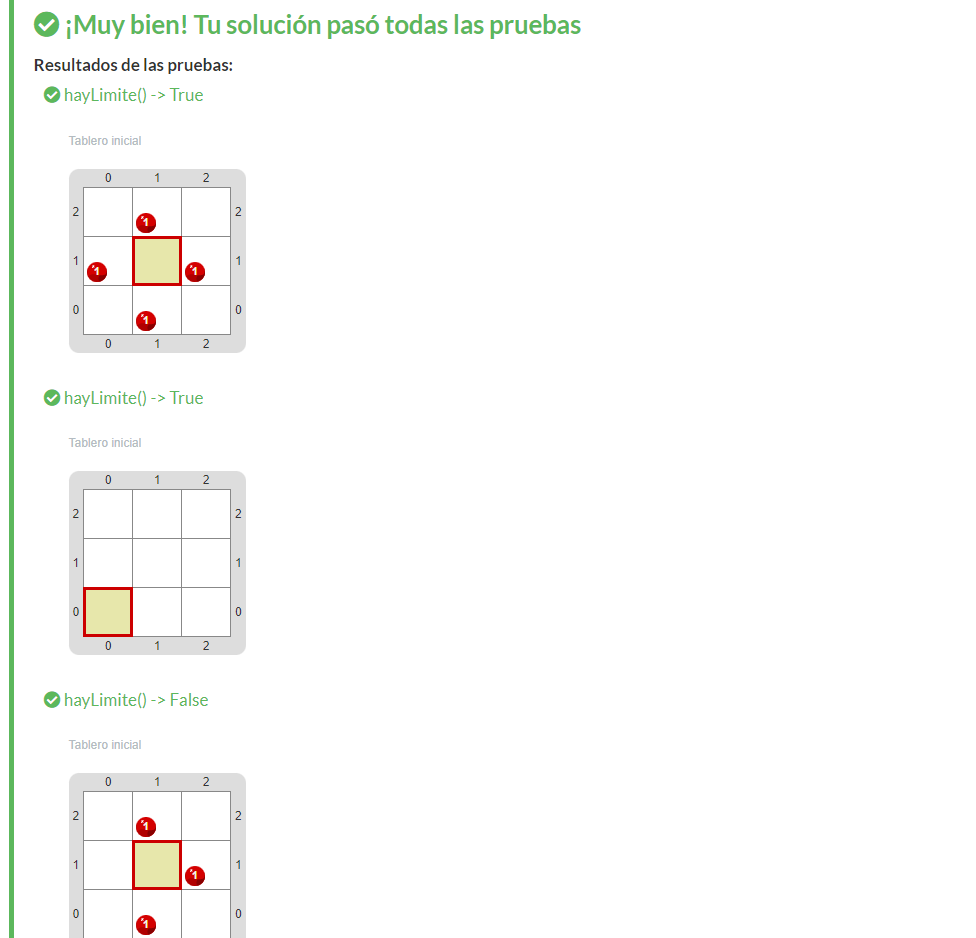 ¡Muy bien! Tu solución pasó todas las pruebas
Resultados de las pruebas:
hayLimite() -> True
Tablero inicial
0 1 2
2 1 2
1 1 1 1
0 1 0
0 1 2
hayLimite() -> True
Tablero inicial
0 1 2
2 2
1 1
0 0
0 1 2
hayLimite() -> False
Tablero inicial
0 1 2
2 1 2
1 1 1
0 1 0